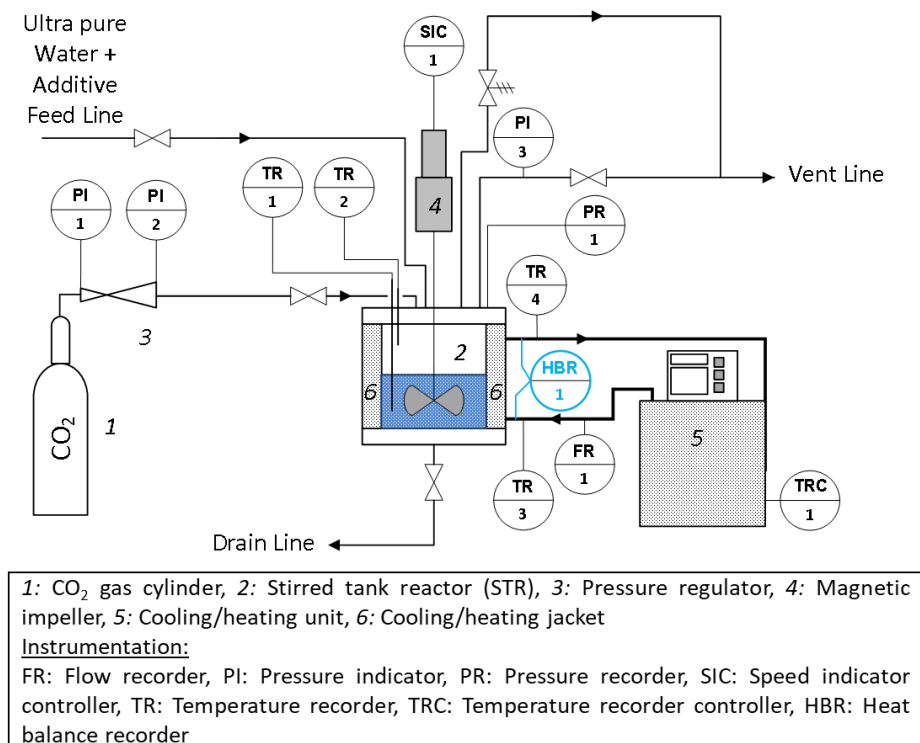 Ultra pure
Water +
Additive
Feed Line
SIC
1
PI
3
Vent Line
PI
1
PI
2
TR
1
TR
2
4
PR
1
TR
4
3
2
HBR
1
6
6
CO2
1
5
FR
1
TR
3
TRC
1
Drain Line
1: CO2 gas cylinder, 2: Stirred tank reactor (STR), 3: Pressure regulator, 4: Magnetic
impeller, 5: Cooling/heating unit, 6: Cooling/heating jacket
Instrumentation:
FR: Flow recorder, PI: Pressure indicator, PR: Pressure recorder, SIC: Speed indicator
controller, TR: Temperature recorder, TRC: Temperature recorder controller, HBR: Heat
balance recorder